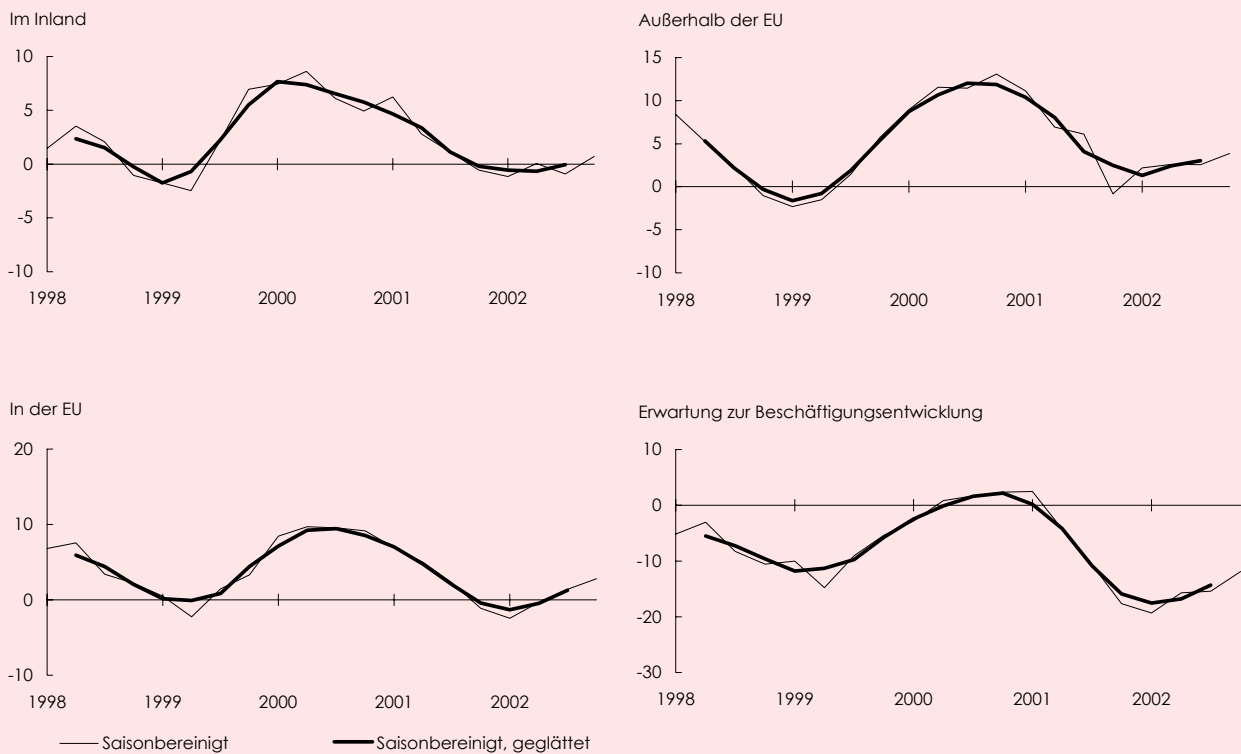 Im Inland
10
5
0
-5
-10
1998 1999 2000 2001 2002
Außerhalb der EU
15
10
5
0
-5
-10
1998 1999 2000 2001 2002
In der EU
20
10
0
-10
1998 1999 2000 2001 2002
Erwartung zur Beschäftigungsentwicklung
10
0
-10
-20
-30
1998 1999 2000 2001 2002
Saisonbereinigt Saisonbereinigt, geglättet